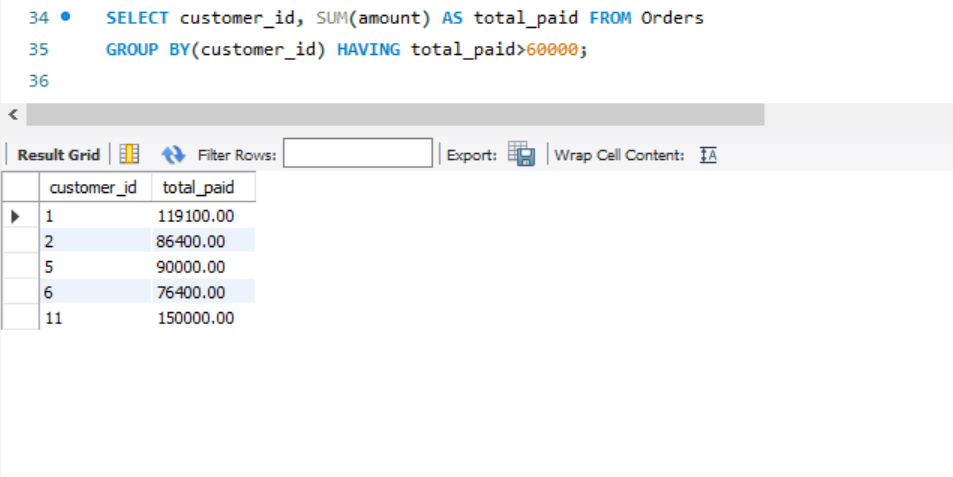 34 SELECT customer_id, SUM(amount) AS total_paid FROM Orders
35 GROUP BY(customer_id) HAVING total_paid>60000;
36
Result Grid Filter Rows: Export: Wrap Cell Content: IA
customer_id total_paid
1 119100.00
2 86400.00
5 90000.00
6 76400.00
11 150000.00